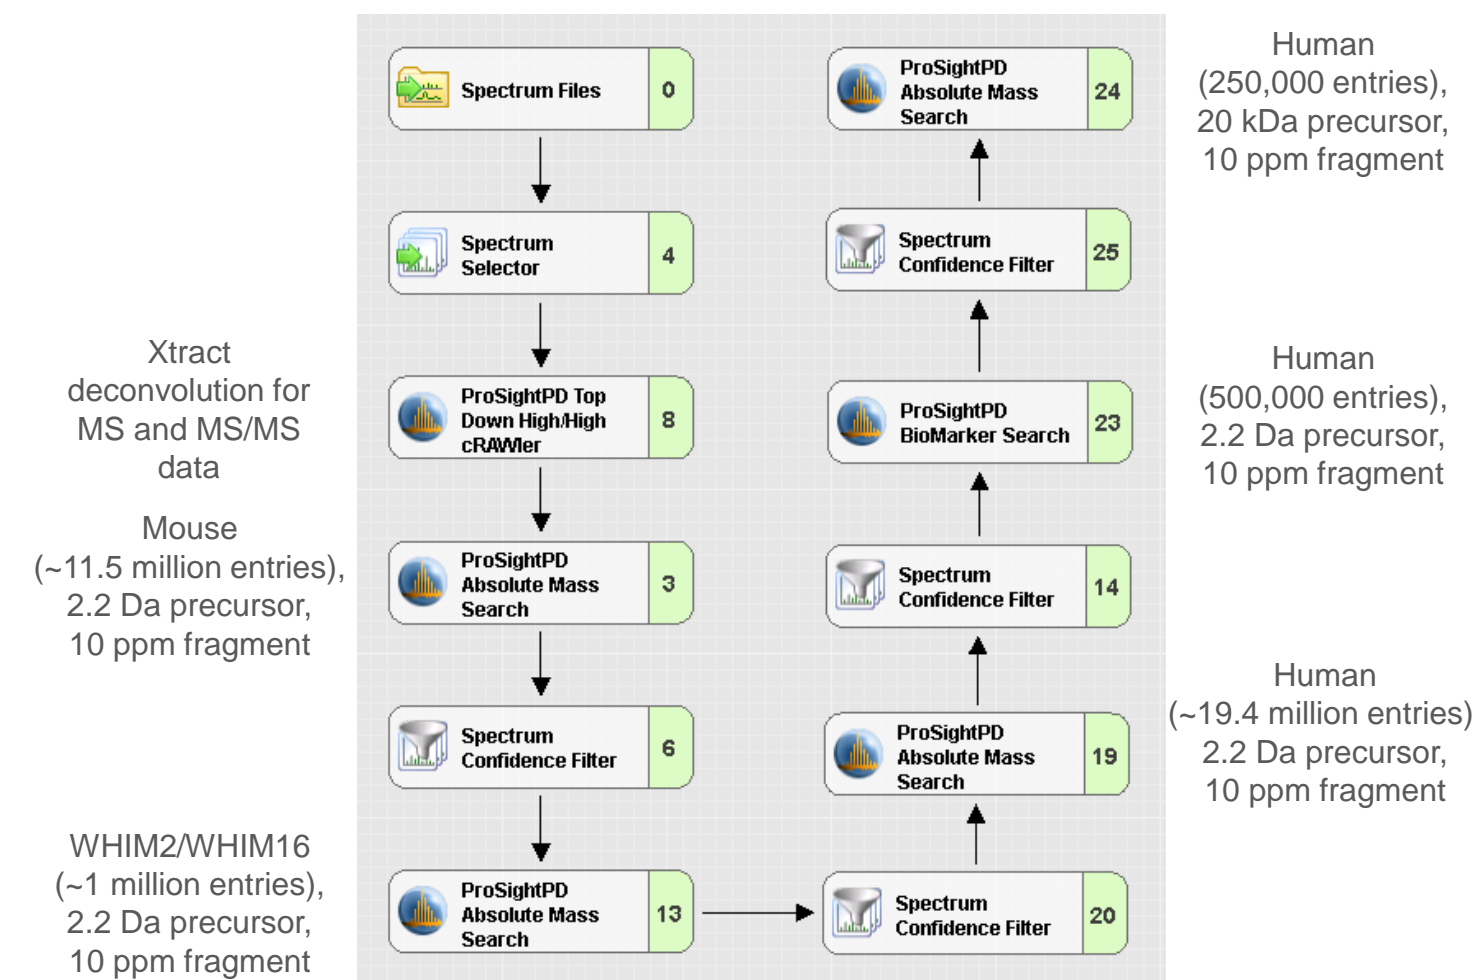 Spectrum Files
0
Spectrum
Selector
4
Xtract
deconvolution for
MS and MS/MS
data
ProSightPD Top
Down High/High
cRAWler
8
Mouse
(~11.5 million entries),
2.2 Da precursor,
10 ppm fragment
ProSightPD
Absolute Mass
Search
3
Spectrum
Confidence Filter
6
WHIM2/WHIM16
(~1 million entries),
2.2 Da precursor,
10 ppm fragment
ProSightPD
Absolute Mass
Search
13
Spectrum
Confidence Filter
20
ProSightPD
Absolute Mass
Search
19
Human
(~19.4 million entries)
2.2 Da precursor,
10 ppm fragment
Spectrum
Confidence Filter
14
ProSightPD
BioMarker Search
23
Human
(500,000 entries),
2.2 Da precursor,
10 ppm fragment
Spectrum
Confidence Filter
25
ProSightPD
Absolute Mass
Search
24
Human
(250,000 entries),
20 kDa precursor,
10 ppm fragment